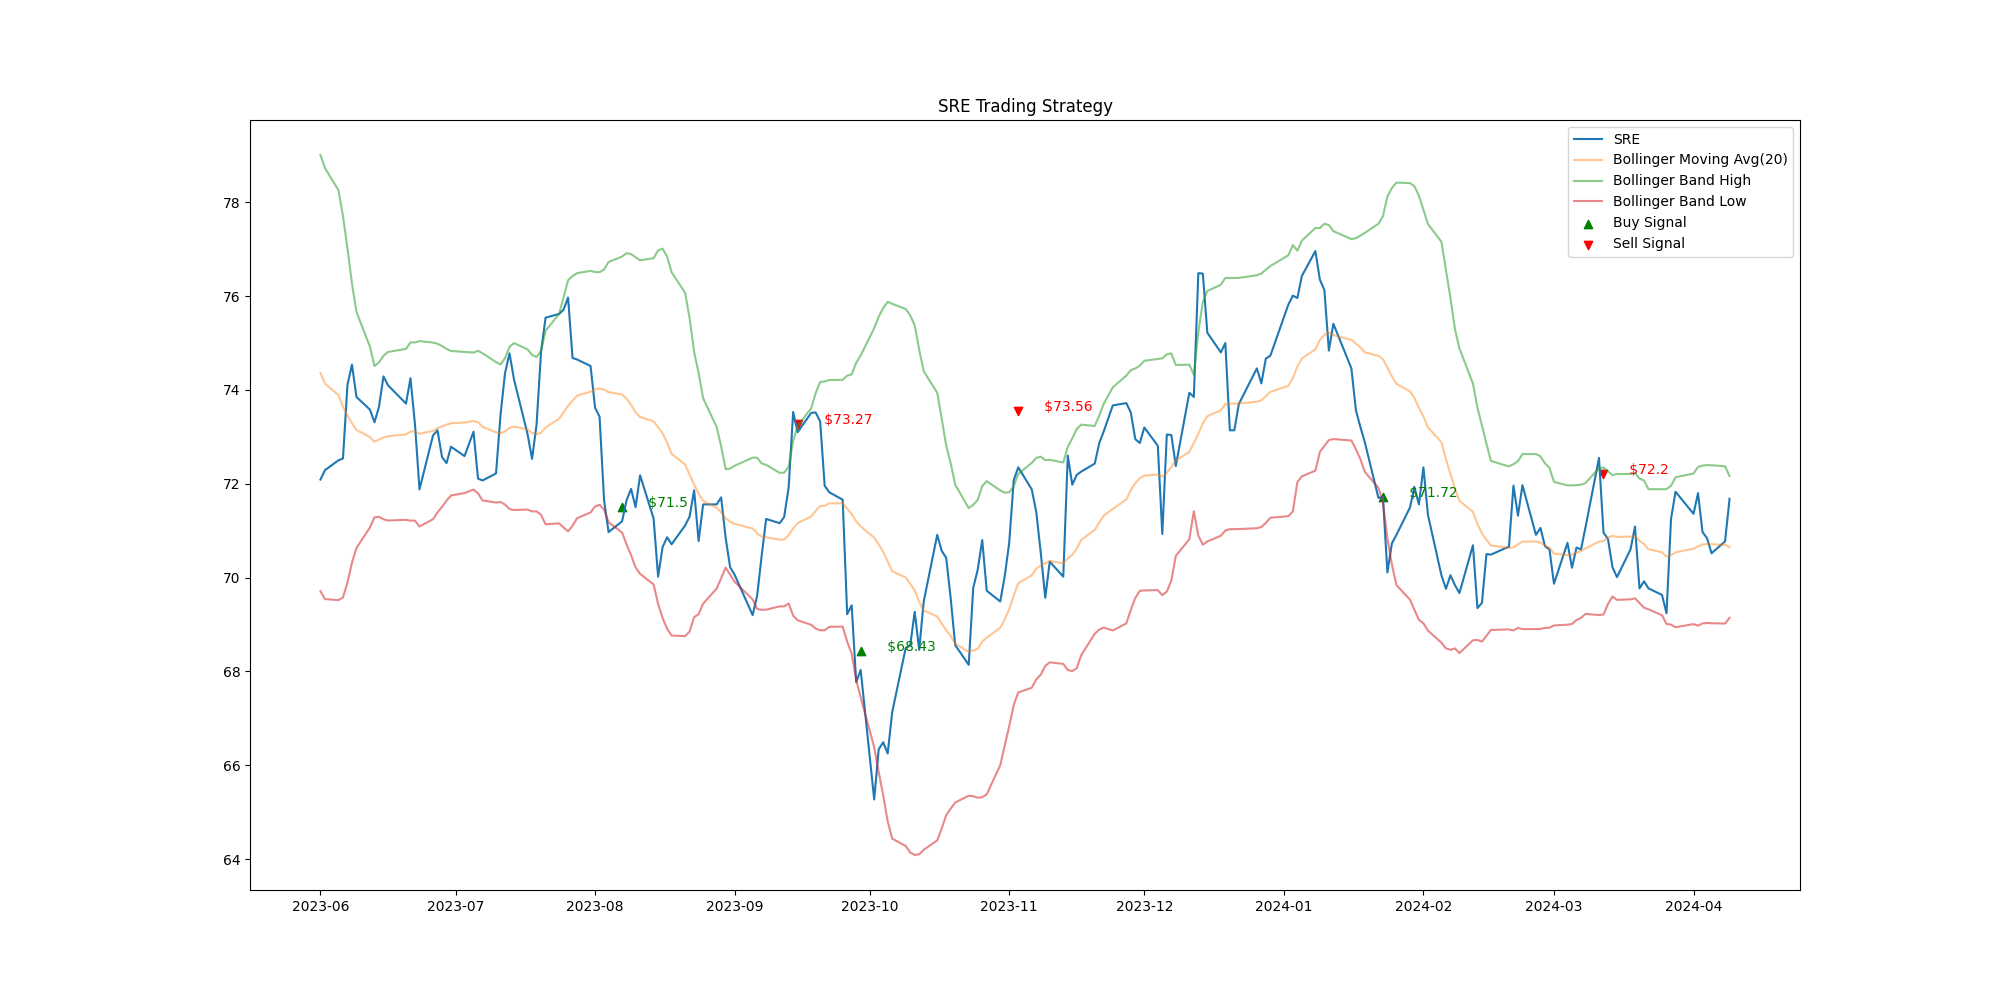 SRE Trading Strategy
SRE
Bollinger Moving Avg(20)
Bollinger Band High
Bollinger Band Low
Buy Signal
Sell Signal
78
76
74
72
70
68
66
64
$71.5
$73.27
$68.43
$73.56
$71.72
$72.2
2023-06 2023-07 2023-08 2023-09 2023-10 2023-11 2023-12 2024-01 2024-02 2024-03 2024-04